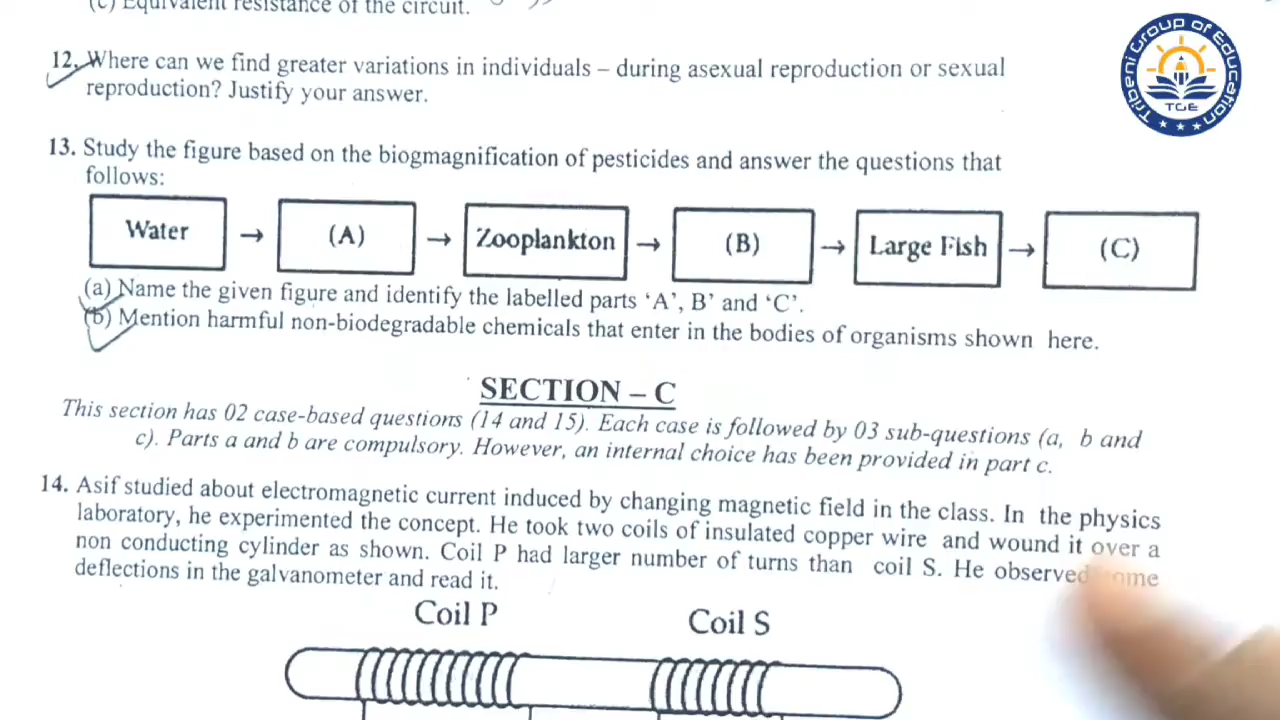 (c) Equivalent resistance of the circuit.
12. Where can we find greater variations in individuals – during asexual reproduction or sexual
reproduction? Justify your answer.
13. Study the figure based on the biogmagnification of pesticides and answer the questions that
follows:
Water → (A) → Zooplankton → (B) → Large Fish → (C)
(a) Name the given figure and identify the labelled parts ‘A’, B’ and ‘C’.
(b) Mention harmful non-biodegradable chemicals that enter in the bodies of organisms shown here.
SECTION – C
This section has 02 case-based questions (14 and 15). Each case is followed by 03 sub-questions (a, b and
c). Parts a and b are compulsory. However, an internal choice has been provided in part c.
14. Asif studied about electromagnetic current induced by changing magnetic field in the class. In the physics
laboratory, he experimented the concept. He took two coils of insulated copper wire and wound it over a
non conducting cylinder as shown. Coil P had larger number of turns than coil S. He observed some
deflections in the galvanometer and read it.
Coil P Coil S
Tribeni Group of Education
TGE